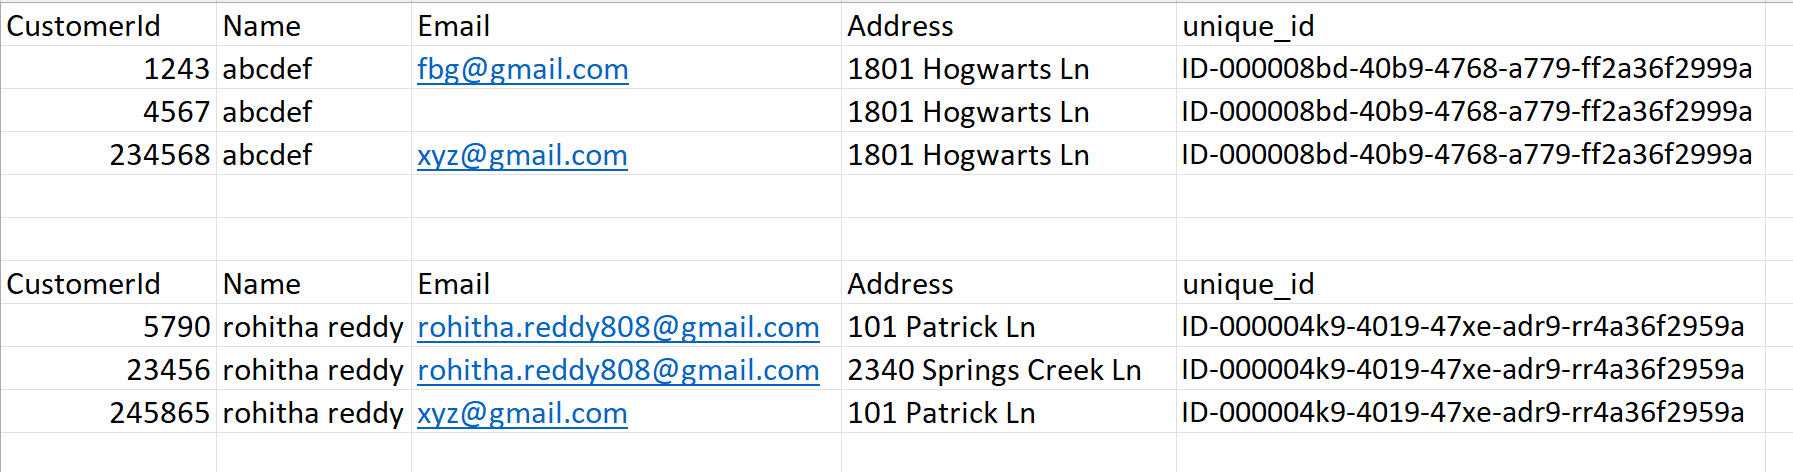 CustomerId Name Email Address unique_id
1243 abcdef fbg@gmail.com 1801 Hogwarts Ln ID-000008bd-40b9-4768-a779-ff2a36f2999a
4567 abcdef 1801 Hogwarts Ln ID-000008bd-40b9-4768-a779-ff2a36f2999a
234568 abcdef xyz@gmail.com 1801 Hogwarts Ln ID-000008bd-40b9-4768-a779-ff2a36f2999a
CustomerId Name Email Address unique_id
5790 rohitha reddy rohitha.reddy808@gmail.com 101 Patrick Ln ID-000004k9-4019-47xe-adr9-rr4a36f2959a
23456 rohitha reddy rohitha.reddy808@gmail.com 2340 Springs Creek Ln ID-000004k9-4019-47xe-adr9-rr4a36f2959a
245865 rohitha reddy xyz@gmail.com 101 Patrick Ln ID-000004k9-4019-47xe-adr9-rr4a36f2959a